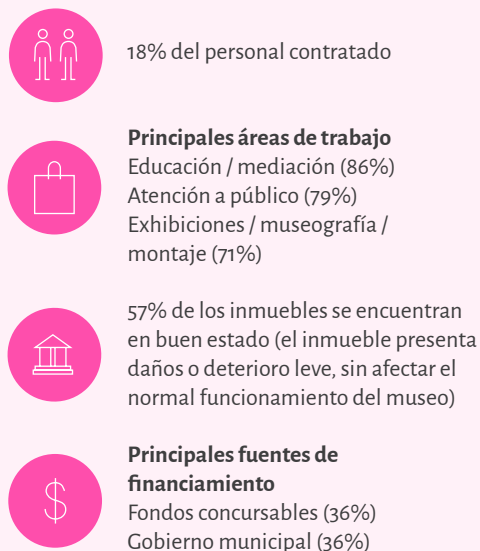 18% del personal contratado
Principales áreas de trabajo
Educación / mediación (86%)
Atención a público (79%)
Exhibiciones / museografía /
montaje (71%)
57% de los inmuebles se encuentran
en buen estado (el inmueble presenta
daños o deterioro leve, sin afectar el
normal funcionamiento del museo)
Principales fuentes de
financiamiento
Fondos concursables (36%)
Gobierno municipal (36%)